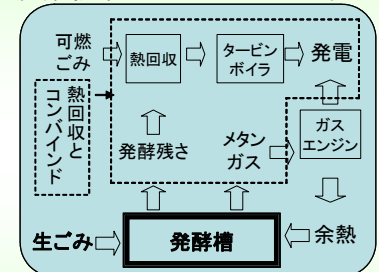 可燃
ごみ
熱回収
タービン
ボイラ
発電
熱回収と
コンバインド
発酵残さ
メタン
ガス
ガス
エンジン
生ごみ
発酵槽
余熱